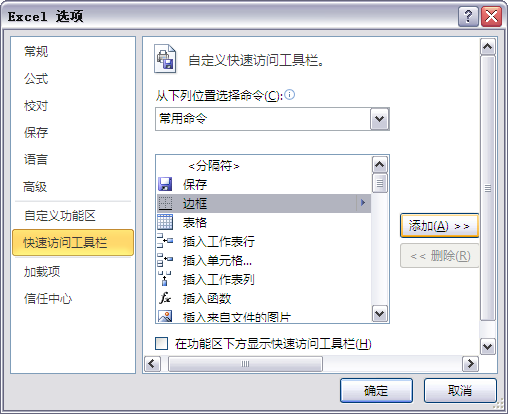 Excel 选项
常规
公式
校对
保存
语言
高级
自定义功能区
快速访问工具栏
加载项
信任中心
自定义快速访问工具栏。
从下列位置选择命令(C):
常用命令
<分隔符>
保存
边框
表格
插入工作表行
插入单元格...
插入工作表列
插入函数
插入来自文件的图片
添加(A) >>
<< 删除(R)
在功能区下方显示快速访问工具栏(H)
确定
取消